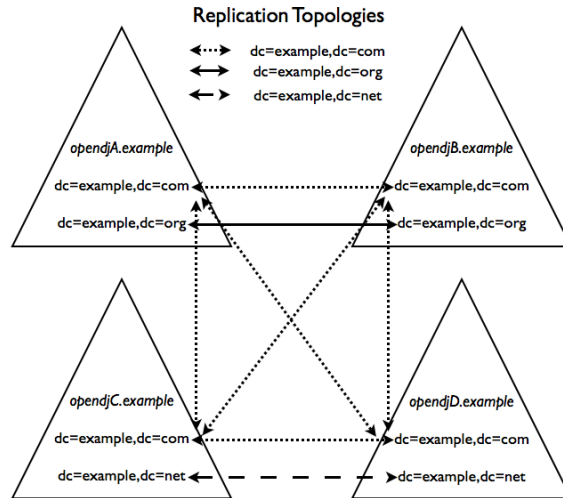 Replication Topologies
dc=example,dc=com
dc=example,dc=org
dc=example,dc=net
opendjA.example
dc=example,dc=com
dc=example,dc=org
opendjB.example
dc=example,dc=com
dc=example,dc=org
opendjC.example
dc=example,dc=com
dc=example,dc=net
opendjD.example
dc=example,dc=com
dc=example,dc=net